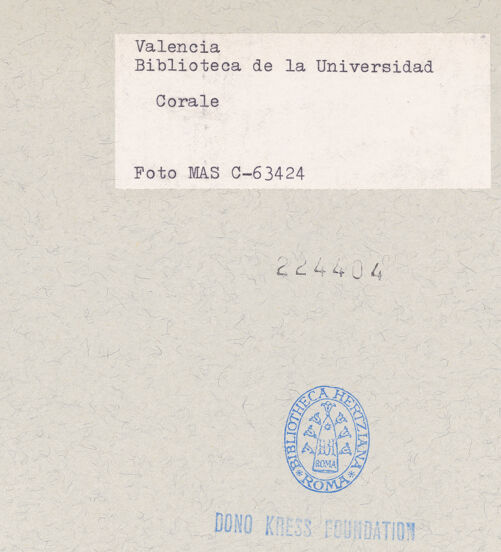 Valencia
Biblioteca de la Universidad
Corale
Foto MAS C-63424
224404
BIBLIOTHECA HERTZIANA
ROMA
ROMA
DONO KRESS FOUNDATION